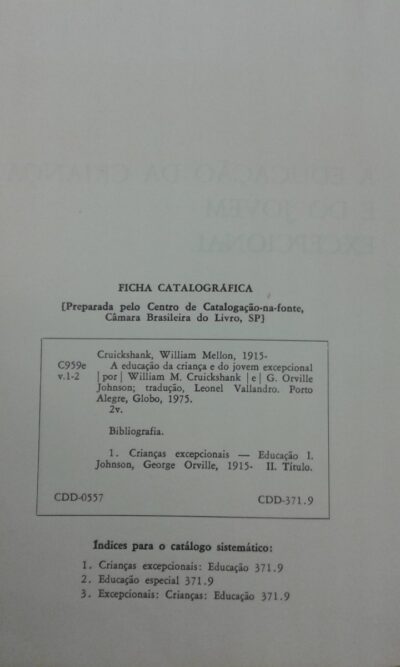 FICHA CATALOGRÁFICA
[Preparada pelo Centro de Catalogação-na-fonte,
Câmara Brasileira do Livro, SP]
Cruickshank, William Mellon, 1915-
C959e A educação da criança e do jovem excepcional
v.1-2 |por| William M. Cruickshank |e| G. Orville
Johnson; tradução, Leonel Vallandro. Porto
Alegre, Globo, 1975.
2v.
Bibliografia.
1. Crianças excepcionais — Educação I.
Johnson, George Orville, 1915- II. Título.
CDD-0557 CDD-371.9
Índices para o catálogo sistemático:
1. Crianças excepcionais: Educação 371.9
2. Educação especial 371.9
3. Excepcionais: Crianças: Educação 371.9